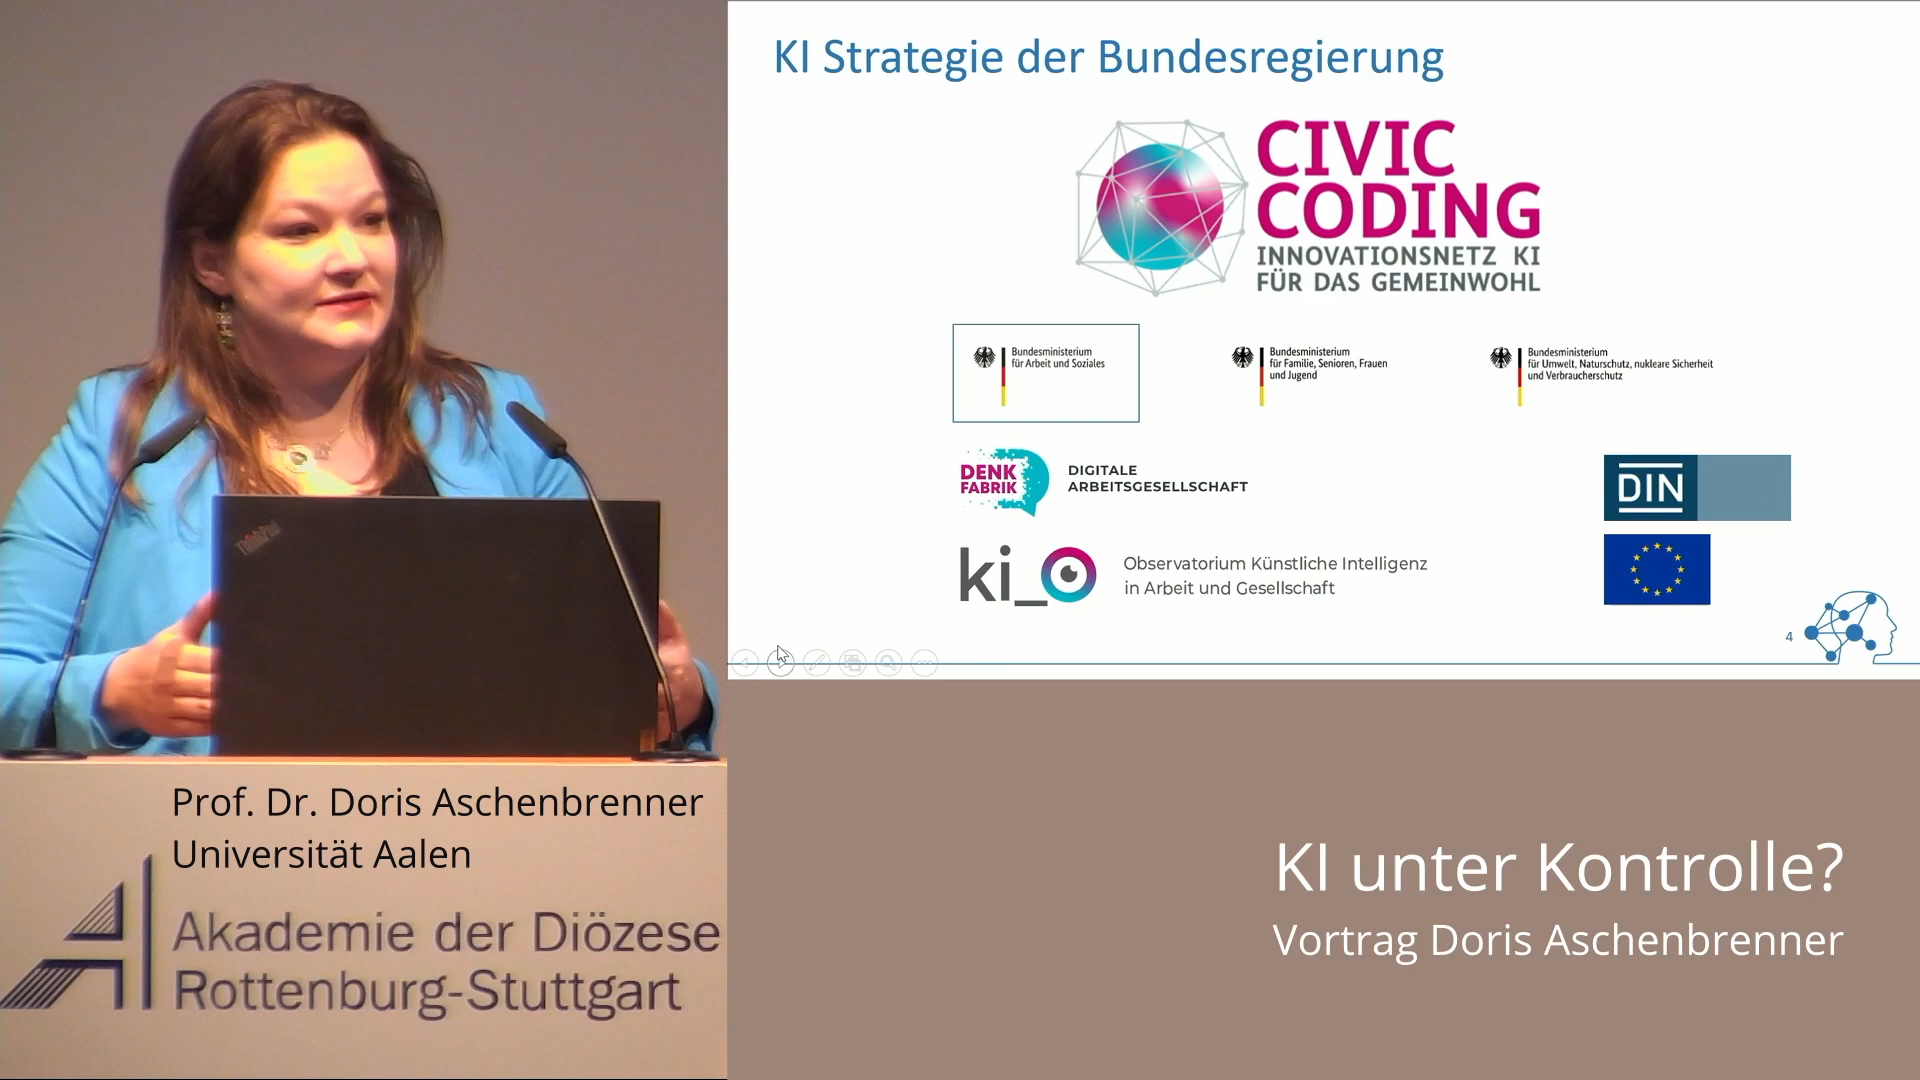 KI Strategie der Bundesregierung
CIVIC
CODING
INNOVATIONSNETZ KI
FÜR DAS GEMEINWOHL
Bundesministerium
für Arbeit und Soziales
Bundesministerium
für Familie, Senioren, Frauen
und Jugend
Bundesministerium
für Umwelt, Naturschutz, nukleare Sicherheit
und Verbraucherschutz
DENK
FABRIK
DIGITALE
ARBEITSGESELLSCHAFT
DIN
ki_o
Observatorium Künstliche Intelligenz
in Arbeit und Gesellschaft
4
ThinkPad
Prof. Dr. Doris Aschenbrenner
Universität Aalen
Akademie der Diözese
Rottenburg-Stuttgart
KI unter Kontrolle?
Vortrag Doris Aschenbrenner